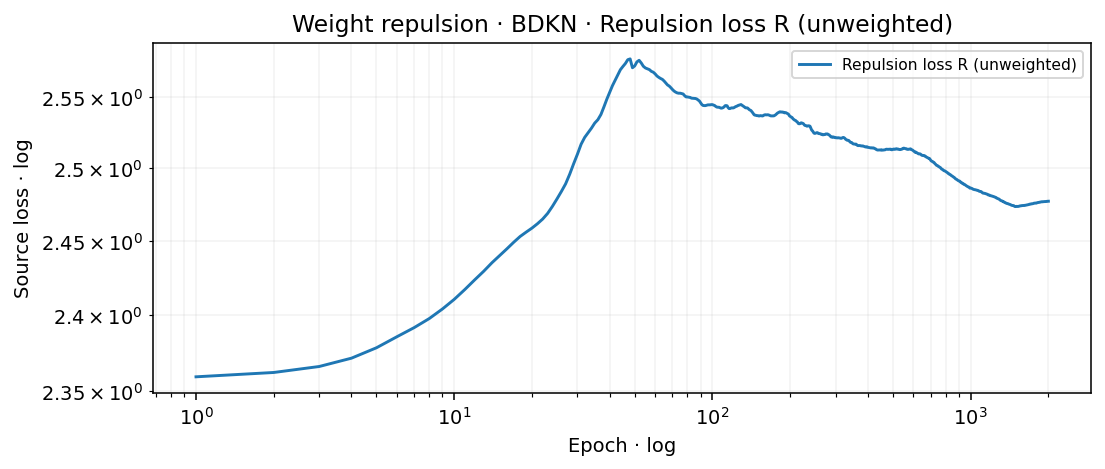 Weight repulsion · BDKN · Repulsion loss R (unweighted)
Repulsion loss R (unweighted)
Source loss · log
2.55 × 10⁰
2.5 × 10⁰
2.45 × 10⁰
2.4 × 10⁰
2.35 × 10⁰
10⁰ 10¹ 10² 10³
Epoch · log